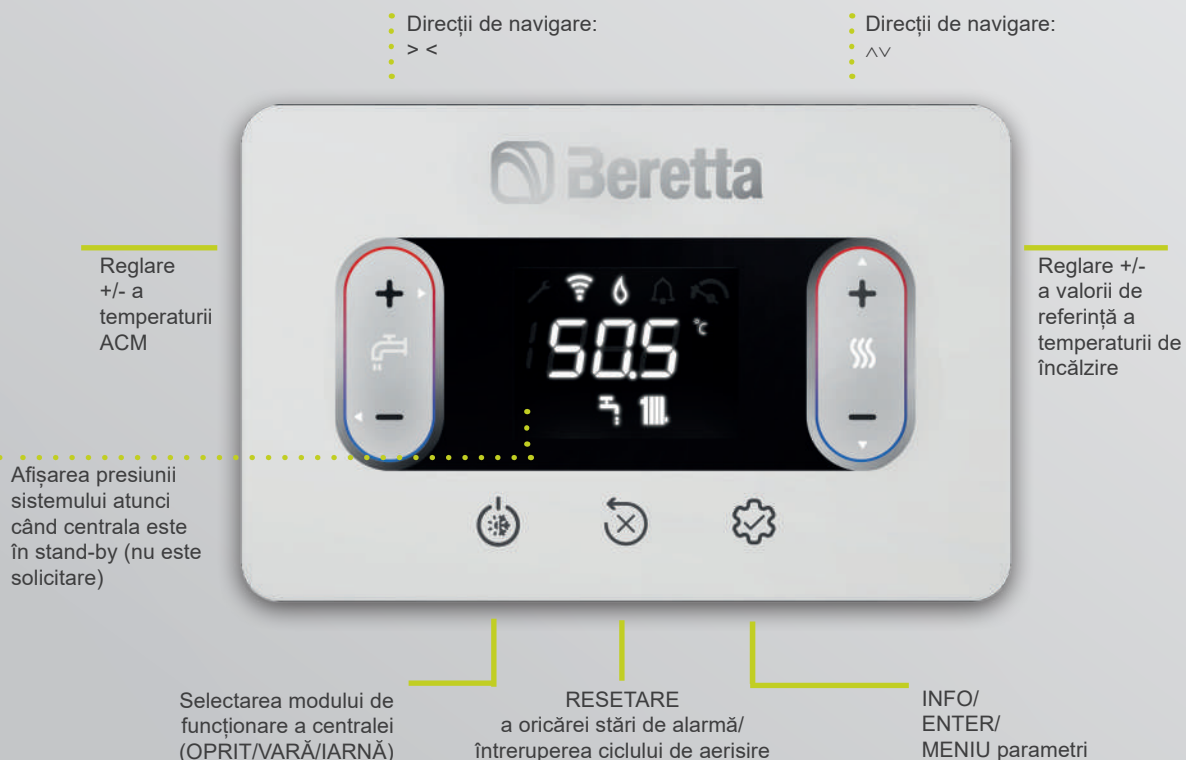 Direcții de navigare:
> <
Direcții de navigare:
∧∨
Beretta
Reglare
+/- a
temperaturii
ACM
+
−
50.5 °C
+
−
Reglare +/-
a valorii de
referință a
temperaturii de
încălzire
Afișarea presiunii
sistemului atunci
când centrala este
în stand-by (nu este
solicitare)
Selectarea modului de
funcționare a centralei
(OPRIT/VARĂ/IARNĂ)
RESETARE
a oricărei stări de alarmă/
întreruperea ciclului de aerisire
INFO/
ENTER/
MENIU parametri